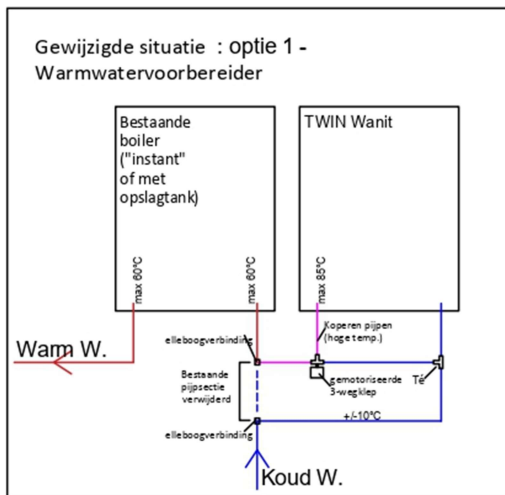 Gewijzigde situatie : optie 1 -
Warmwatervoorbereider
Bestaande
boiler
("instant"
of met
opslagtank)
TWIN Wanit
max 60°C
max 60°C
max 85°C
Koperen pijpen
(hoge temp.)
elleboogverbinding
Warm W.
Bestaande
pijpsectie
verwijderd
gemotoriseerde
3-wegklep
Té
+/-10°C
elleboogverbinding
Koud W.